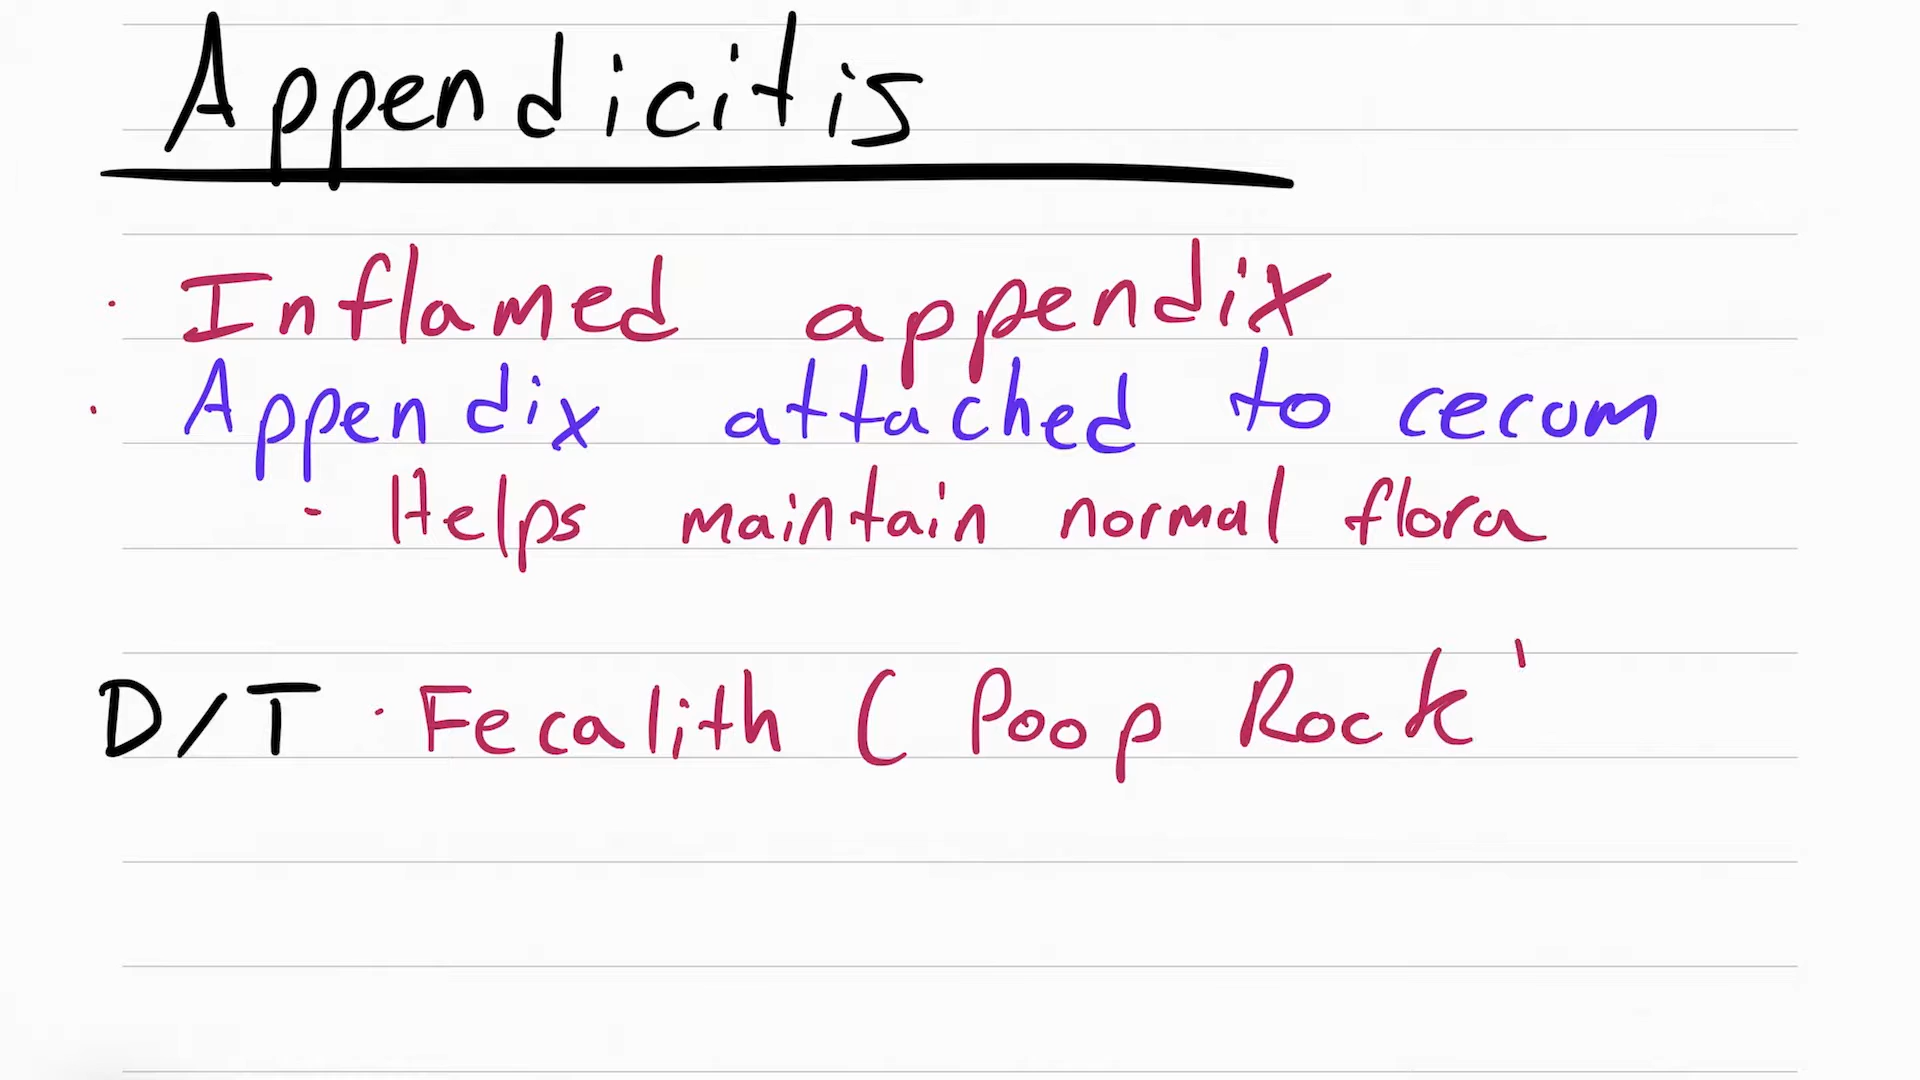 Appendicitis
· Inflamed appendix
· Appendix attached to cecum
- Helps maintain normal flora
D/T · Fecalith ( Poop Rock '